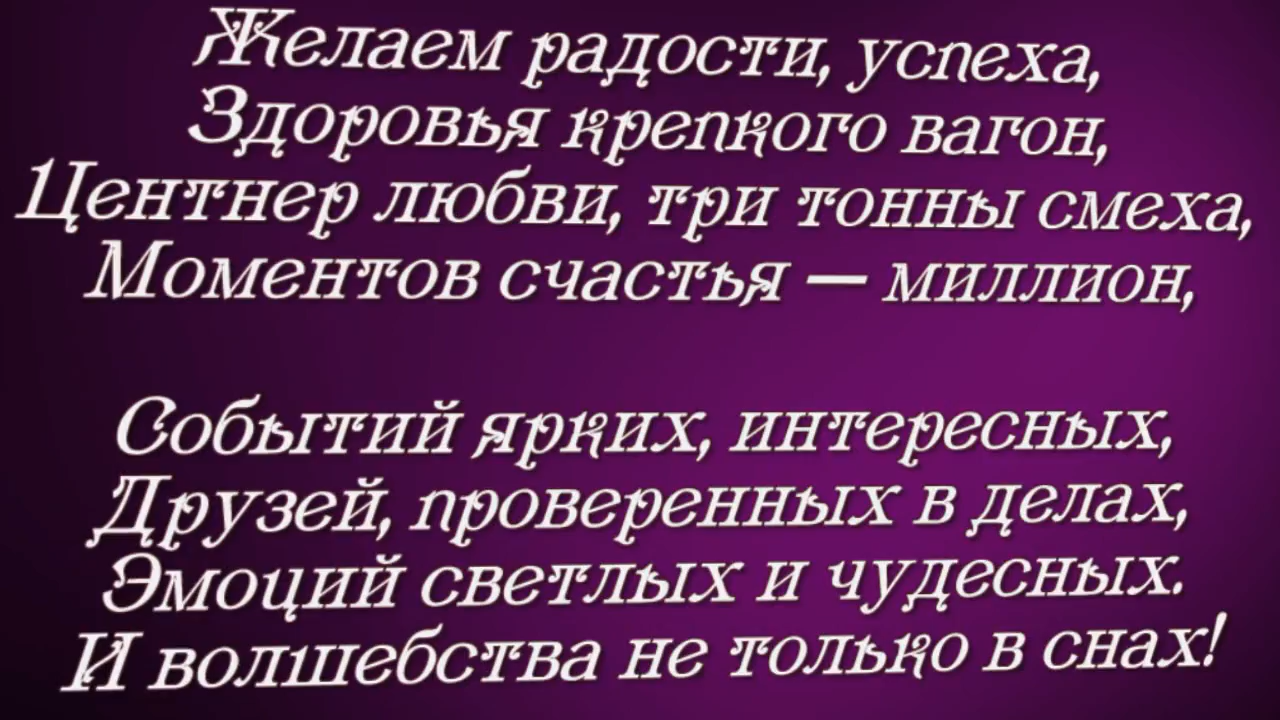 Желаем радости, успеха,
Здоровья крепкого вагон,
Центнер любви, три тонны смеха,
Моментов счастья — миллион,
Событий ярких, интересных,
Друзей, проверенных в делах,
Эмоций светлых и чудесных.
И волшебства не только в снах!